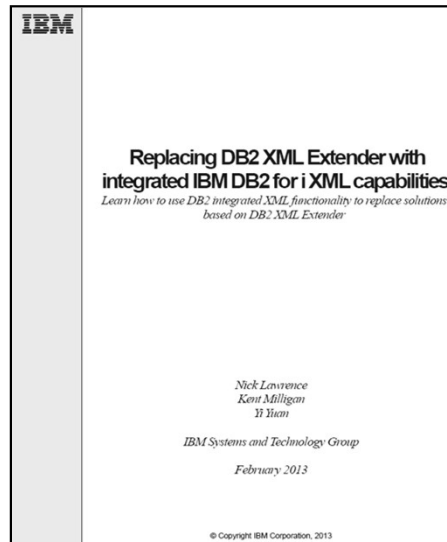 IBM
Replacing DB2 XML Extender with
integrated IBM DB2 for i XML capabilities
Learn how to use DB2 integrated XML functionality to replace solutions
based on DB2 XML Extender
Nick Lawrence
Kent Milligan
Yi Yuan
IBM Systems and Technology Group
February 2013
© Copyright IBM Corporation, 2013